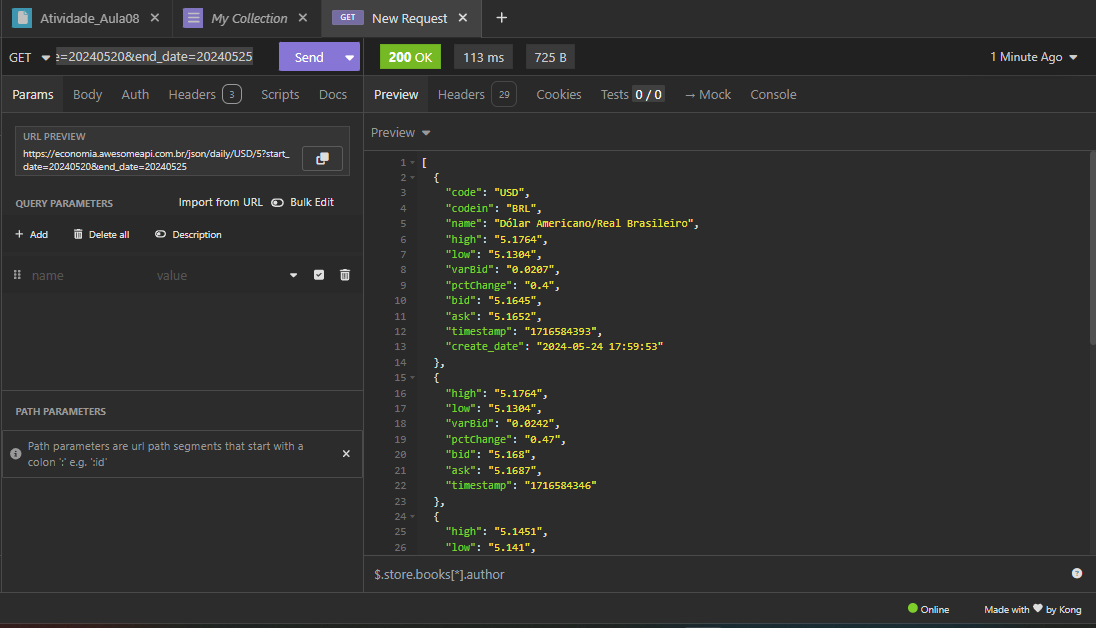 Atividade_Aula08
My Collection
GET New Request
GET e=20240520&end_date=20240525 Send
200 OK 113 ms 725 B 1 Minute Ago
Params Body Auth Headers 3 Scripts Docs
Preview Headers 29 Cookies Tests 0 / 0 → Mock Console
URL PREVIEW
https://economia.awesomeapi.com.br/json/daily/USD/5?start_
date=20240520&end_date=20240525
QUERY PARAMETERS Import from URL Bulk Edit
+ Add Delete all Description
name value
PATH PARAMETERS
Path parameters are url path segments that start with a
colon ':' e.g. ':id'
Preview
1 [
2 {
3 "code": "USD",
4 "codein": "BRL",
5 "name": "Dólar Americano/Real Brasileiro",
6 "high": "5.1764",
7 "low": "5.1304",
8 "varBid": "0.0207",
9 "pctChange": "0.4",
10 "bid": "5.1645",
11 "ask": "5.1652",
12 "timestamp": "1716584393",
13 "create_date": "2024-05-24 17:59:53"
14 },
15 {
16 "high": "5.1764",
17 "low": "5.1304",
18 "varBid": "0.0242",
19 "pctChange": "0.47",
20 "bid": "5.168",
21 "ask": "5.1687",
22 "timestamp": "1716584346"
23 },
24 {
25 "high": "5.1451",
26 "low": "5.141",
$.store.books[*].author
Online Made with ♥ by Kong